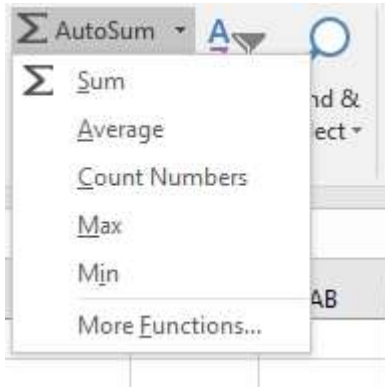 Σ AutoSum
A
Σ Sum
nd &
Average
ect
Count Numbers
Max
Min
AB
More Functions...